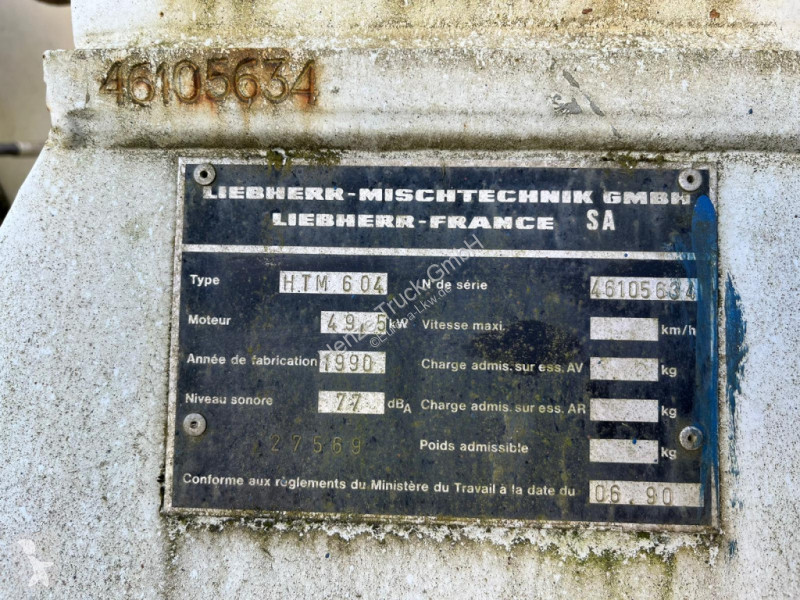 46105634
LIEBHERR-MISCHTECHNIK GMBH
LIEBHERR-FRANCE SA
Type HTM 604 N de série 46105634
Moteur 49,5 kW Vitesse maxi. km/h
Année de fabrication 1990 Charge admis. sur ess. AV kg
Niveau sonore 77 dBA Charge admis. sur ess. AR kg
27569 Poids admissible kg
Conforme aux règlements du Ministère du Travail à la date du 06.90
Truck GmbH